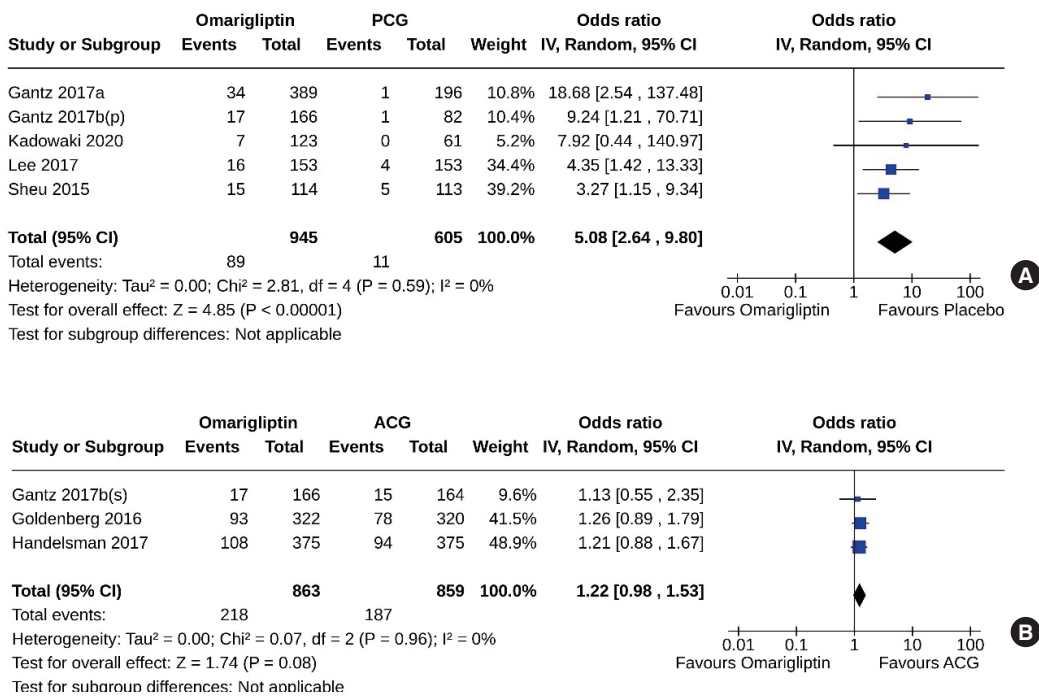 Omarigliptin PCG Odds ratio Odds ratio
Study or Subgroup Events Total Events Total Weight IV, Random, 95% CI IV, Random, 95% CI
Gantz 2017a 34 389 1 196 10.8% 18.68 [2.54 , 137.48]
Gantz 2017b(p) 17 166 1 82 10.4% 9.24 [1.21 , 70.71]
Kadowaki 2020 7 123 0 61 5.2% 7.92 [0.44 , 140.97]
Lee 2017 16 153 4 153 34.4% 4.35 [1.42 , 13.33]
Sheu 2015 15 114 5 113 39.2% 3.27 [1.15 , 9.34]
Total (95% CI) 945 605 100.0% 5.08 [2.64 , 9.80]
Total events: 89 11
Heterogeneity: Tau² = 0.00; Chi² = 2.81, df = 4 (P = 0.59); I² = 0%
Test for overall effect: Z = 4.85 (P < 0.00001)
Test for subgroup differences: Not applicable
0.01 0.1 1 10 100
Favours Omarigliptin Favours Placebo
A
Omarigliptin ACG Odds ratio Odds ratio
Study or Subgroup Events Total Events Total Weight IV, Random, 95% CI IV, Random, 95% CI
Gantz 2017b(s) 17 166 15 164 9.6% 1.13 [0.55 , 2.35]
Goldenberg 2016 93 322 78 320 41.5% 1.26 [0.89 , 1.79]
Handelsman 2017 108 375 94 375 48.9% 1.21 [0.88 , 1.67]
Total (95% CI) 863 859 100.0% 1.22 [0.98 , 1.53]
Total events: 218 187
Heterogeneity: Tau² = 0.00; Chi² = 0.07, df = 2 (P = 0.96); I² = 0%
Test for overall effect: Z = 1.74 (P = 0.08)
Test for subgroup differences: Not applicable
0.01 0.1 1 10 100
Favours Omarigliptin Favours ACG
B